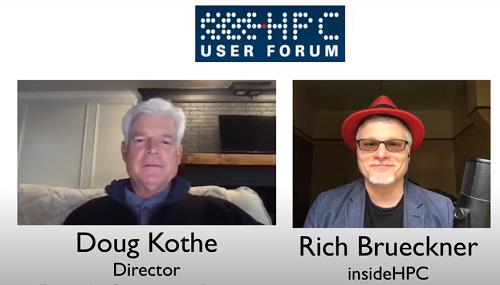 HPC
USER FORUM
Doug Kothe
Rich Brueckner
Director
insideHPC